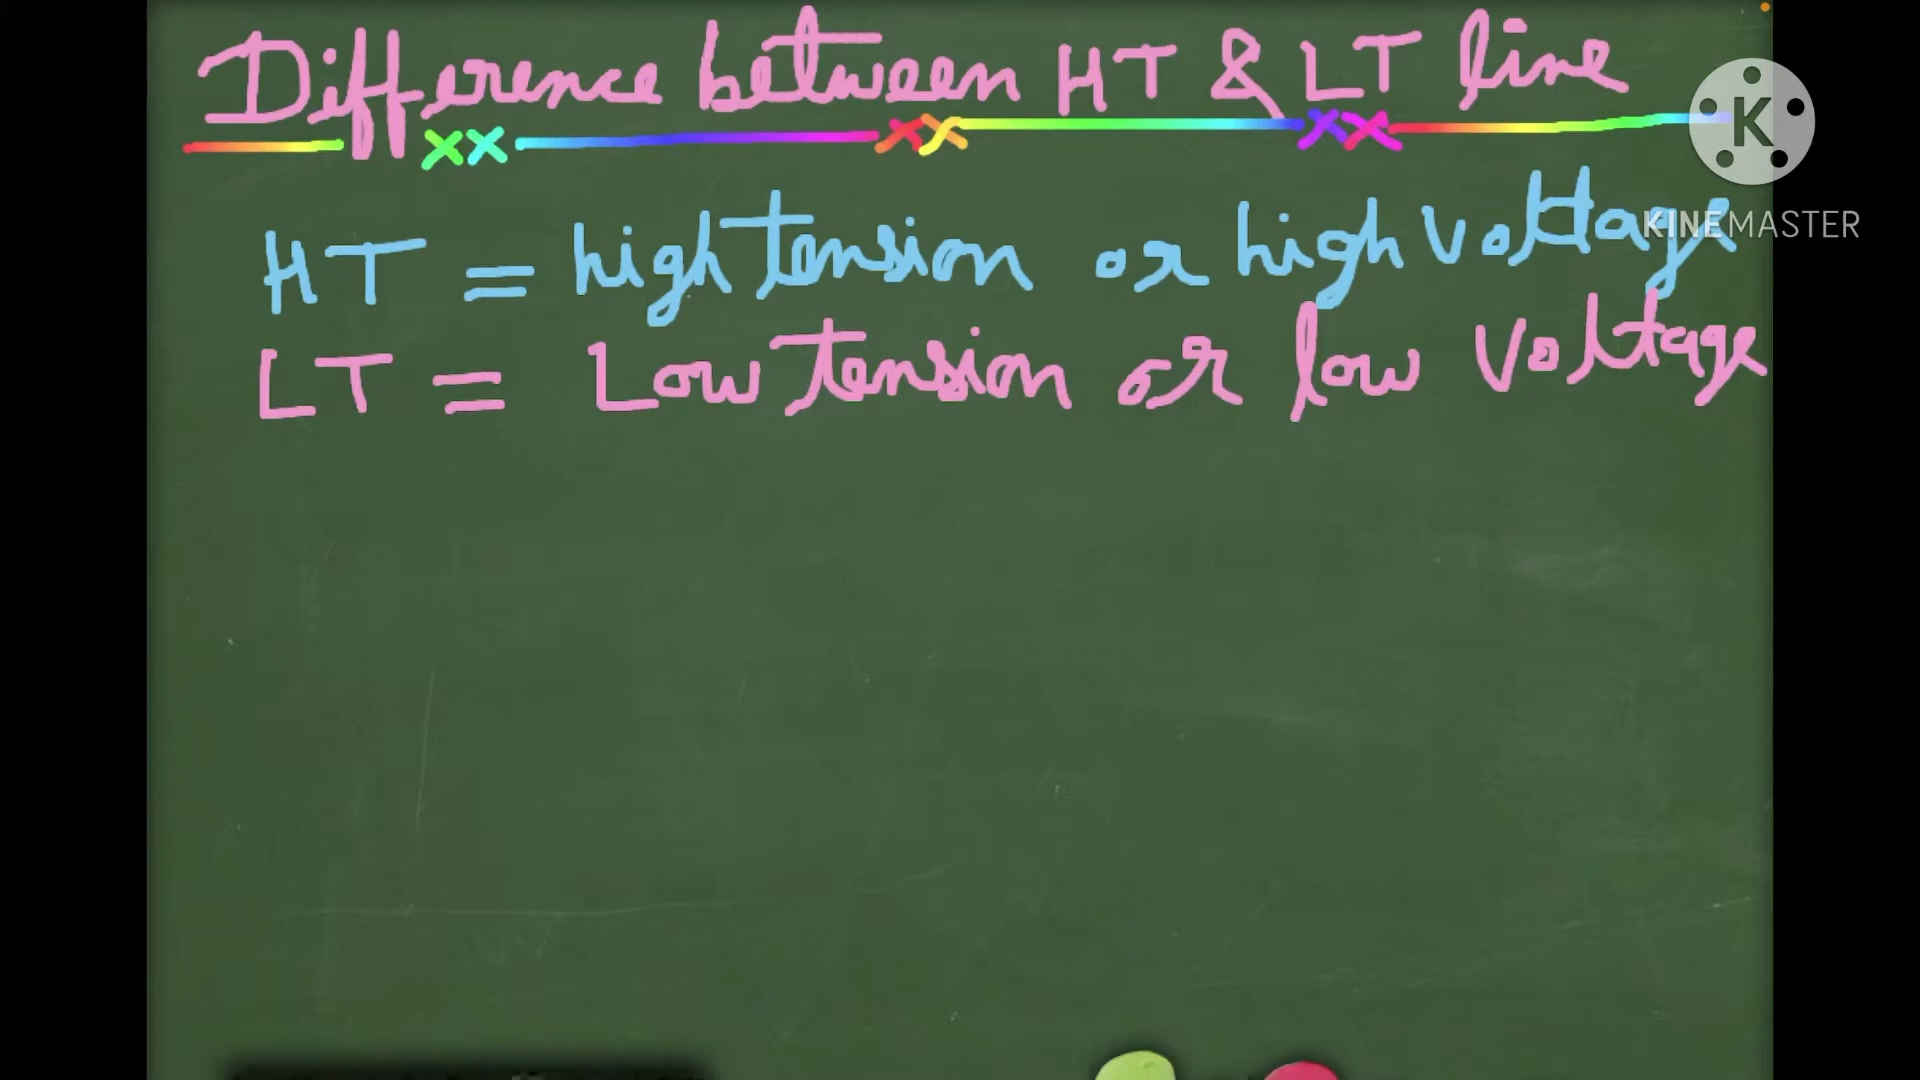 Difference between HT & LT line
HT = high tension or high voltage
LT = Low tension or low voltage
K
KINEMASTER